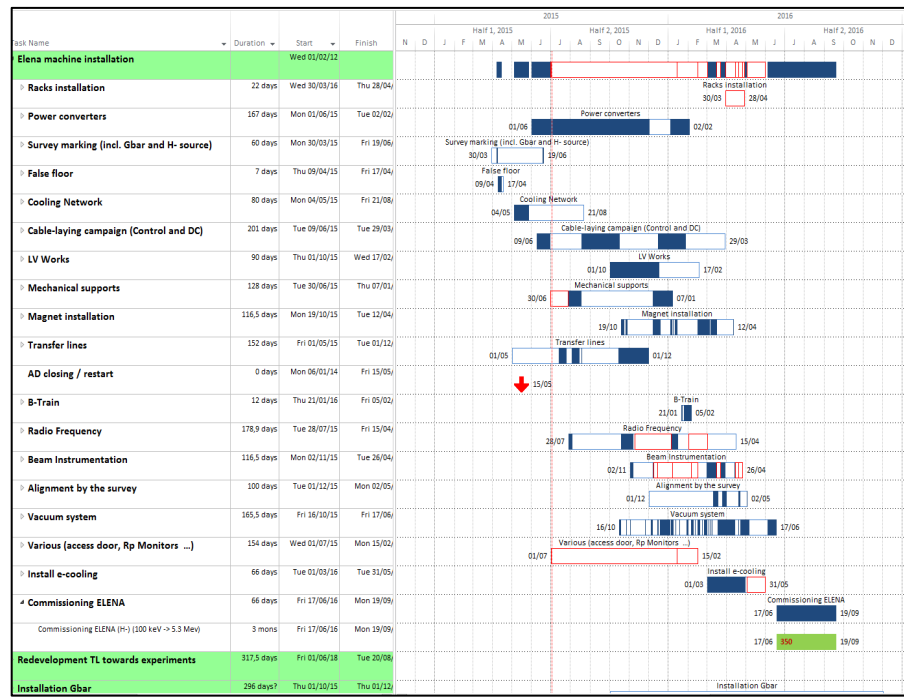 2015 2016
Half 1, 2015 Half 2, 2015 Half 1, 2016 Half 2, 2016
Task Name Duration Start Finish N D J F M A M J J A S O N D J F M A M J J A S O N D
Elena machine installation Wed 01/02/12
Racks installation 22 days Wed 30/03/16 Thu 28/04/ Racks installation
30/03 28/04
Power converters 167 days Mon 01/06/15 Tue 02/02/ Power converters
01/06 02/02
Survey marking (incl. Gbar and H- source) 60 days Mon 30/03/15 Fri 19/06/ Survey marking (incl. Gbar and H- source)
30/03 19/06
False floor 7 days Thu 09/04/15 Fri 17/04/ False floor
09/04 17/04
Cooling Network 80 days Mon 04/05/15 Fri 21/08/ Cooling Network
04/05 21/08
Cable-laying campaign (Control and DC) 201 days Tue 09/06/15 Tue 29/03/ Cable-laying campaign (Control and DC)
09/06 29/03
LV Works 90 days Thu 01/10/15 Wed 17/02/ LV Works
01/10 17/02
Mechanical supports 128 days Tue 30/06/15 Thu 07/01/ Mechanical supports
30/06 07/01
Magnet installation 116,5 days Mon 19/10/15 Tue 12/04/ Magnet installation
19/10 12/04
Transfer lines 152 days Fri 01/05/15 Tue 01/12/ Transfer lines
01/05 01/12
AD closing / restart 0 days Mon 06/01/14 Fri 15/05/
15/05
B-Train 12 days Thu 21/01/16 Fri 05/02/ B-Train
21/01 05/02
Radio Frequency 178,9 days Tue 28/07/15 Fri 15/04/ Radio Frequency
28/07 15/04
Beam Instrumentation 116,5 days Mon 02/11/15 Tue 26/04/ Beam Instrumentation
02/11 26/04
Alignment by the survey 100 days Tue 01/12/15 Mon 02/05/ Alignment by the survey
01/12 02/05
Vacuum system 165,5 days Fri 16/10/15 Fri 17/06/ Vacuum system
16/10 17/06
Various (access door, Rp Monitors ...) 154 days Wed 01/07/15 Mon 15/02/ Various (access door, Rp Monitors ...)
01/07 15/02
Install e-cooling 66 days Tue 01/03/16 Tue 31/05/ Install e-cooling
01/03 31/05
Commissioning ELENA 66 days Fri 17/06/16 Mon 19/09/ Commissioning ELENA
17/06 19/09
Commissioning ELENA (H-) (100 keV -> 5.3 Mev) 3 mons Fri 17/06/16 Mon 19/09/
17/06 350 19/09
Redevelopment TL towards experiments 317,5 days Fri 01/06/18 Tue 20/08/
Installation Gbar 296 days? Thu 01/10/15 Thu 01/12/ Installation Gbar